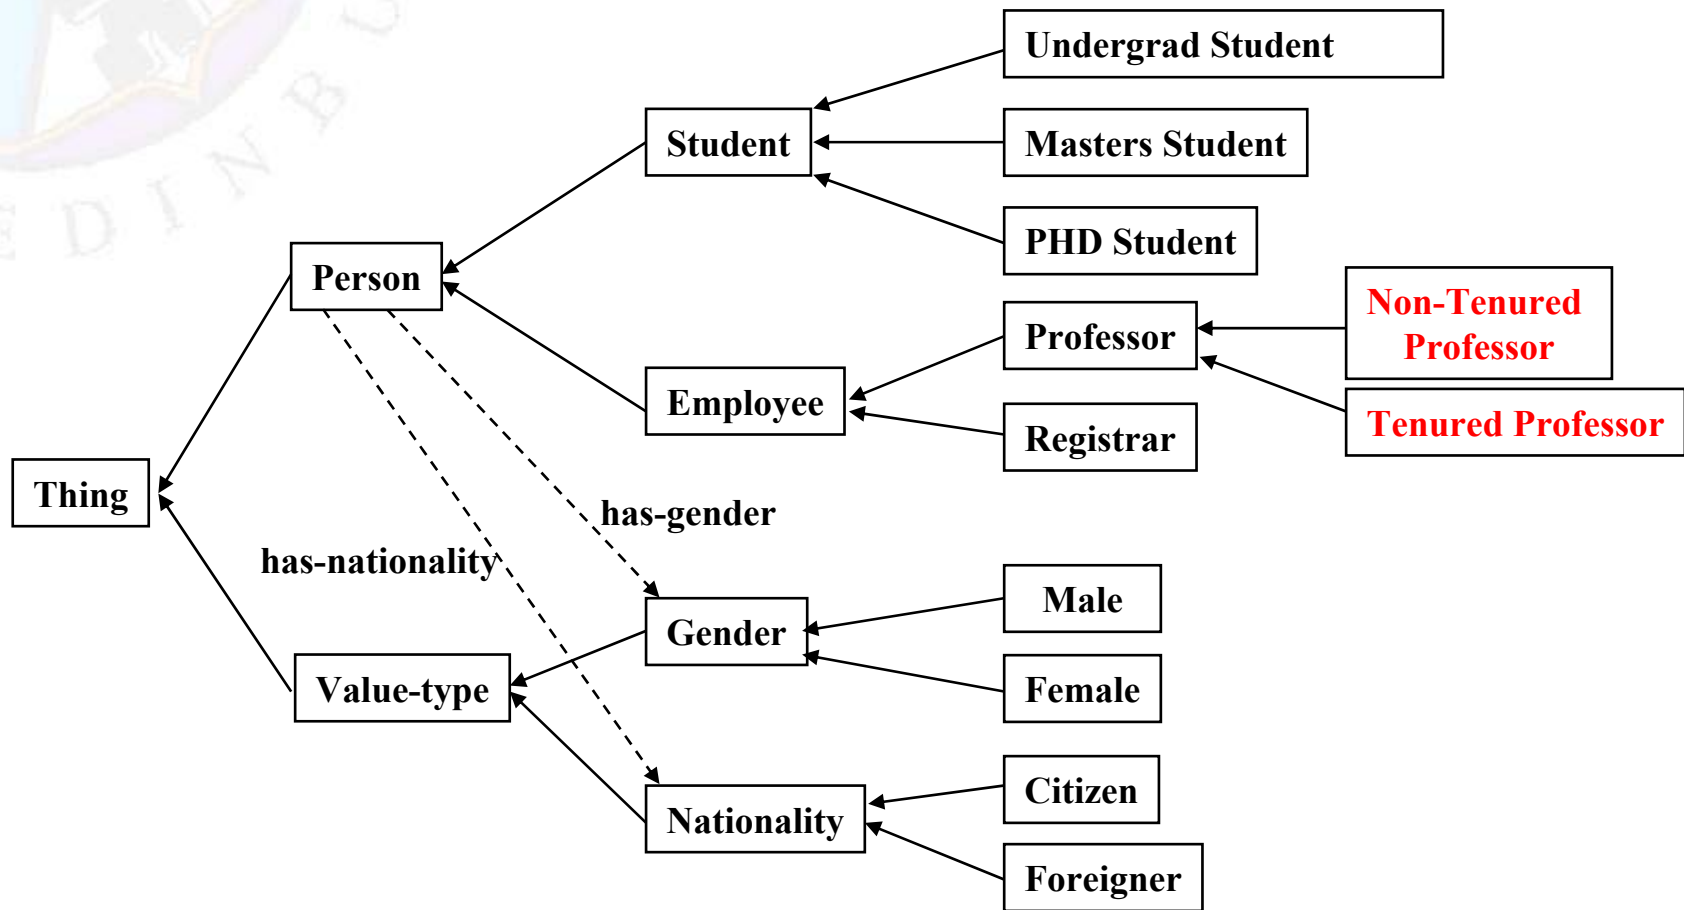 Undergrad Student
Student
Masters Student
PHD Student
Person
Non-Tenured
Professor
Professor
Employee
Tenured Professor
Registrar
Thing
has-gender
has-nationality
Male
Gender
Female
Value-type
Citizen
Nationality
Foreigner
EDINBU